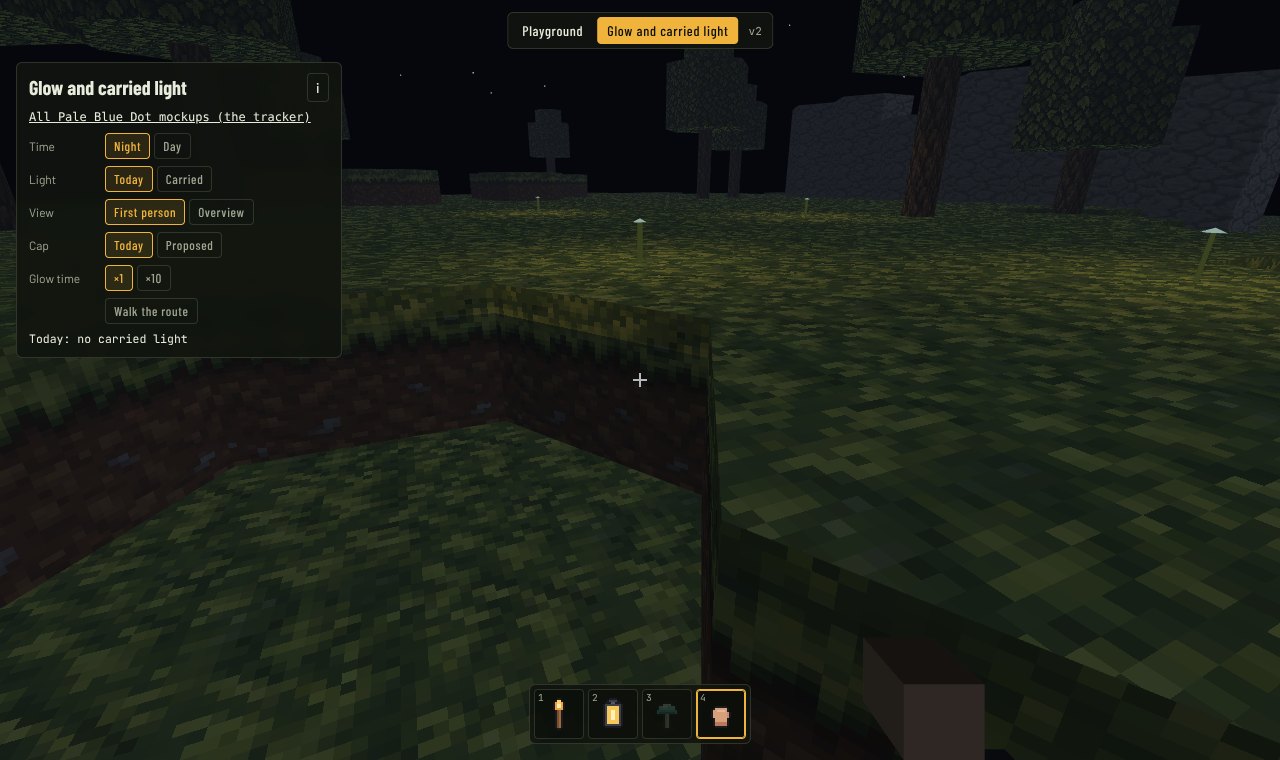 Playground Glow and carried light v2
Glow and carried light i
All Pale Blue Dot mockups (the tracker)
Time Night Day
Light Today Carried
View First person Overview
Cap Today Proposed
Glow time ×1 ×10
Walk the route
Today: no carried light
1 2 3 4